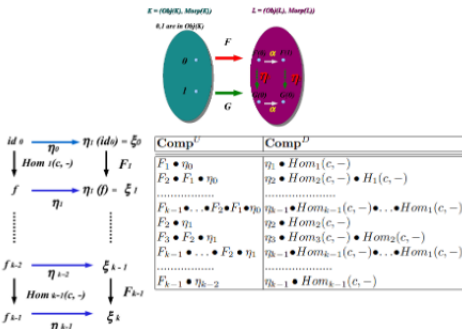 K = (Obj(K), Morp(K))
L = (Obj(L), Morp(L))
0,1 are in Obj(K)
F
0
α
η
η
1
G
α
id 0
η0
η1 (id0) = ξ0
Hom 1(c, -)
F1
f
η1
η1 (f) = ξ1
f k-2
η k-2
ξ k-1
Hom k-1(c, -)
F k-1
f k-1
η k-1
ξ k
Comp^U Comp^D
F1 • η0 η1 • Hom1(c, −)
F2 • F1 • η0 η2 • Hom2(c, −) • H1(c, −)
.................. ..................
Fk−1 • ... • F2 • F1 • η0 ηk−1 • Homk−1(c, −) • ... • Hom1(c, −)
F2 • η1 η2 • Hom2(c, −)
F3 • F2 • η1 η3 • Hom3(c, −) • Hom2(c, −)
Fk−1 • ... • F2 • η1 ηk−1 • Homk−1(c, −) • ... • Hom1(c, −)
.................. ..................
Fk−1 • ηk−2 ηk−1 • Homk−1(c, −)